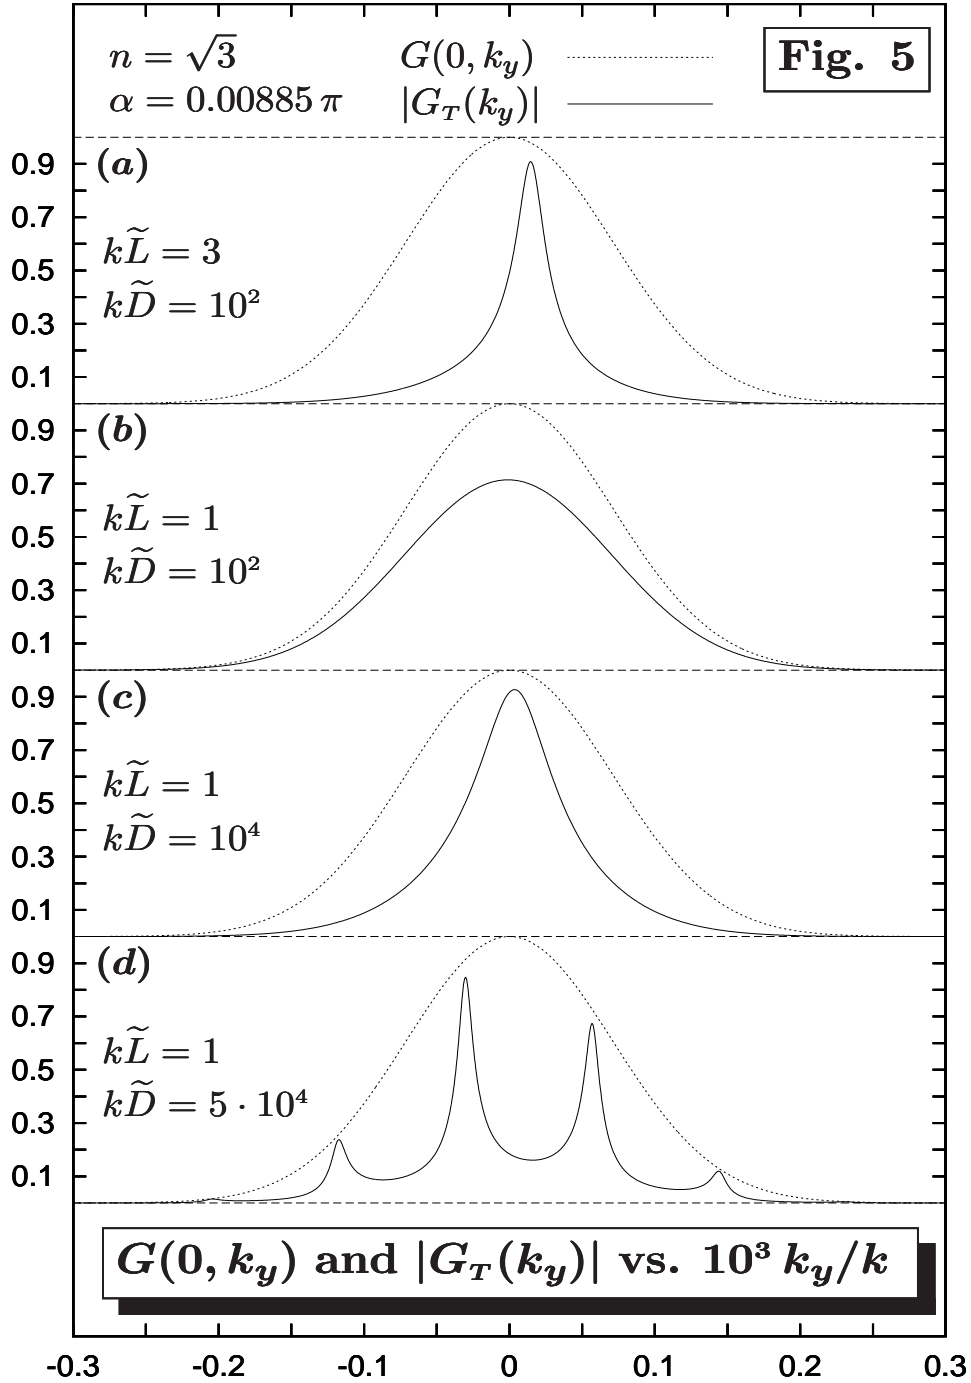 n = √3 G(0, k_y) Fig. 5
α = 0.00885 π |G_T(k_y)|
0.9 (a)
0.7
kL̃ = 3
0.5
kD̃ = 10²
0.3
0.1
0.9 (b)
0.7
kL̃ = 1
0.5
kD̃ = 10²
0.3
0.1
0.9 (c)
0.7
kL̃ = 1
0.5
kD̃ = 10⁴
0.3
0.1
0.9 (d)
0.7
kL̃ = 1
0.5
kD̃ = 5 · 10⁴
0.3
0.1
G(0, k_y) and |G_T(k_y)| vs. 10³ k_y/k
-0.3 -0.1 0 0.1 0.2 0.3